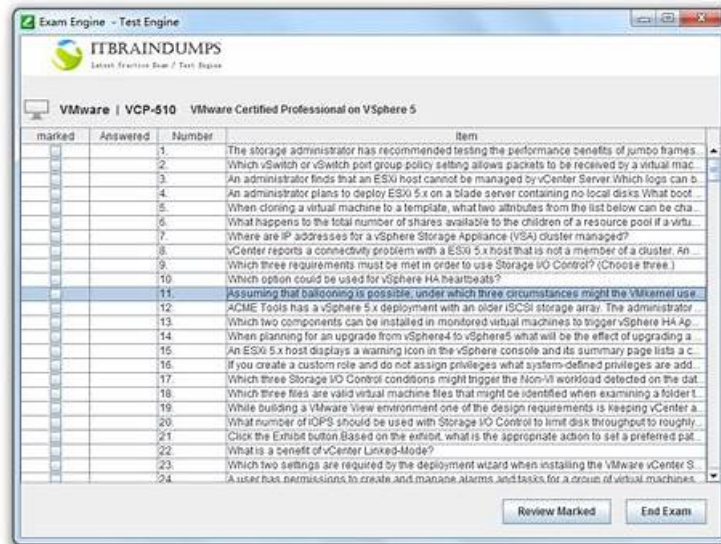 Exam Engine - Test Engine
ITBRAINDUMPS
Latest Practice Exam / Test Engine
VMware | VCP-510 VMware Certified Professional on VSphere 5
marked Answered Number Item
1. The storage administrator has recommended testing the performance benefits of jumbo frames...
2. Which vSwitch or vSwitch port group policy setting allows packets to be received by a virtual mac...
3. An administrator finds that an ESXi host cannot be managed by vCenter Server.Which logs can b...
4. An administrator plans to deploy ESXi 5.x on a blade server containing no local disks.What boot ...
5. When cloning a virtual machine to a template, what two attributes from the list below can be cha...
6. What happens to the total number of shares available to the children of a resource pool if a virtu...
7. Where are IP addresses for a vSphere Storage Appliance (VSA) cluster managed?
8. vCenter reports a connectivity problem with a ESXi 5.x host that is not a member of a cluster. An ...
9. Which three requirements must be met in order to use Storage I/O Control? (Choose three.)
10. Which option could be used for vSphere HA heartbeats?
11. Assuming that ballooning is possible, under which three circumstances might the VMkernel use...
12. ACME Tools has a vSphere 5.x deployment with an older iSCSI storage array. The administrator ...
13. Which two components can be installed in monitored virtual machines to trigger vSphere HA Ap...
14. When planning for an upgrade from vSphere4 to vSphere5 what will be the effect of upgrading a ...
15. An ESXi 5.x host displays a warning icon in the vSphere console and its summary page lists a c...
16. If you create a custom role and do not assign privileges what system-defined privileges are add...
17. Which three Storage I/O Control conditions might trigger the Non-VI workload detected on the dat...
18. Which three files are valid virtual machine files that might be identified when examining a folder t...
19. While building a VMware View environment one of the design requirements is keeping vCenter a...
20. What number of IOPS should be used with Storage I/O Control to limit disk throughput to roughly...
21. Click the Exhibit button.Based on the exhibit, what is the appropriate action to set a preferred pat...
22. What is a benefit of vCenter Linked-Mode?
23. Which two settings are required by the deployment wizard when installing the VMware vCenter S...
24. A user has permissions to create and manage alarms and tasks for a group of virtual machines...
Review Marked End Exam